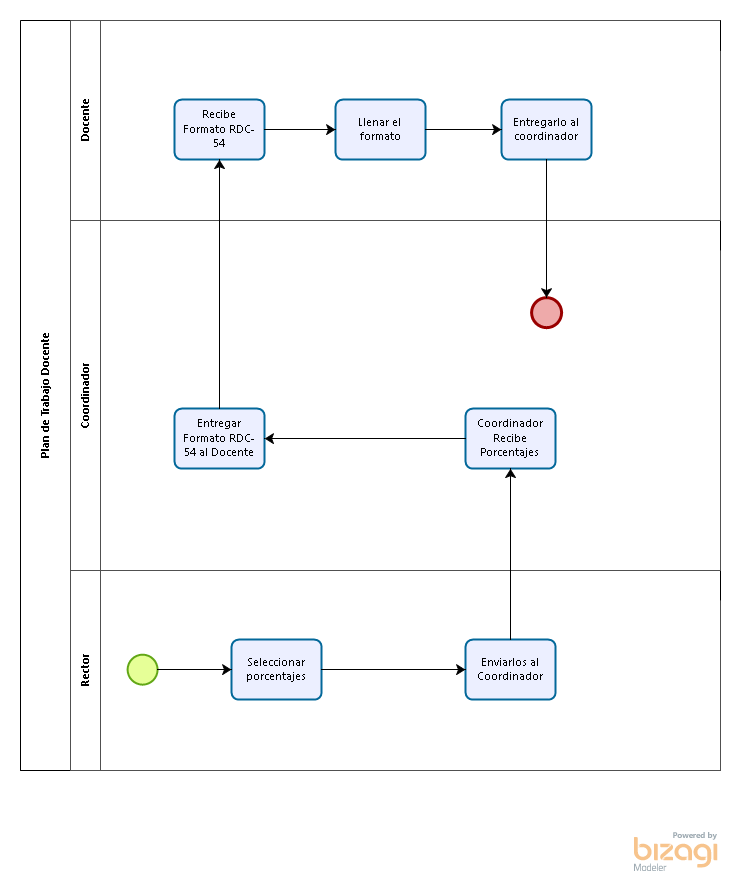 Plan de Trabajo Docente
Docente
Recibe
Formato RDC-
54
Llenar el
formato
Entregarlo al
coordinador
Coordinador
Entregar
Formato RDC-
54 al Docente
Coordinador
Recibe
Porcentajes
Rector
Seleccionar
porcentajes
Enviarlos al
Coordinador
Powered by
bizagi
Modeler